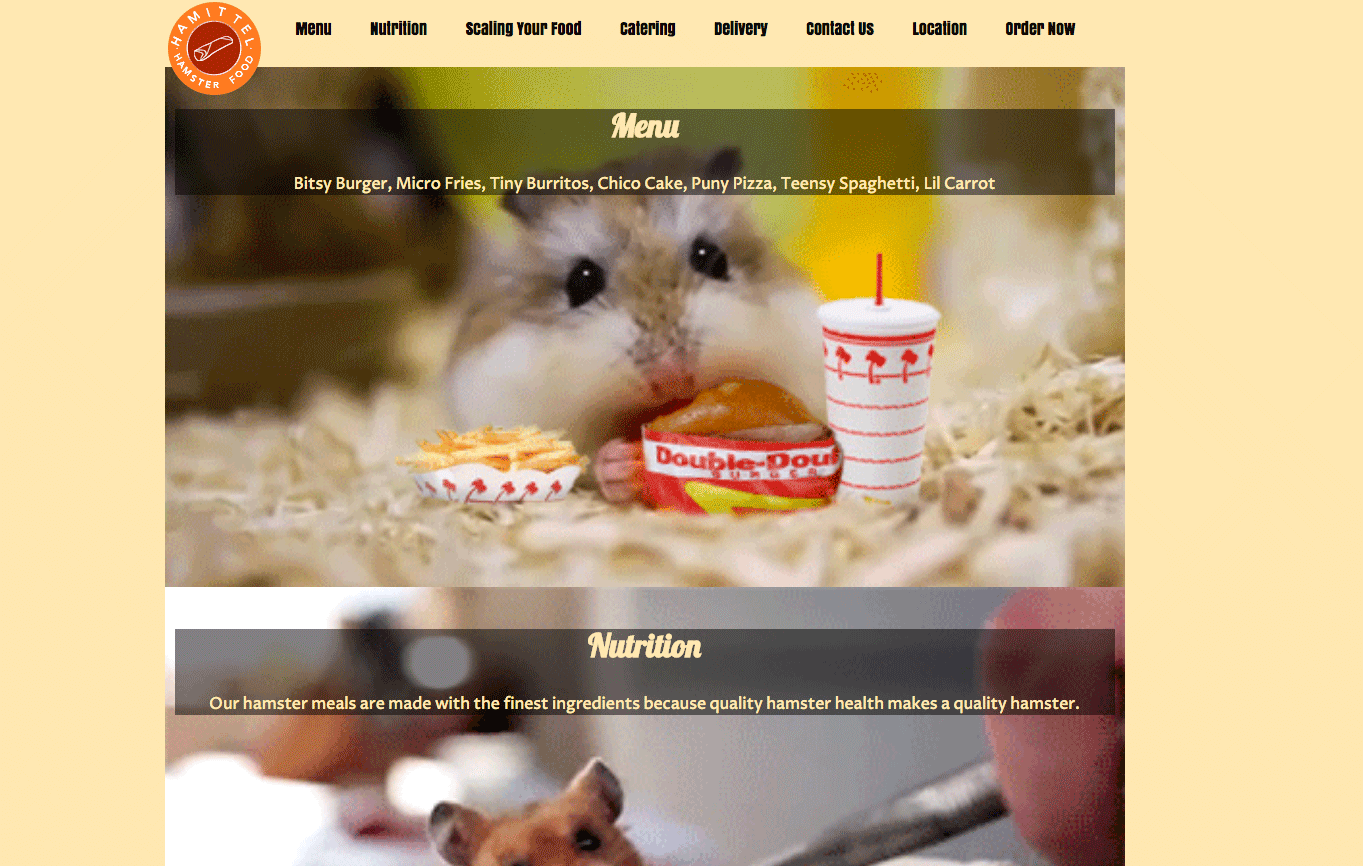 HAMITTEL
HAMSTER FOOD
Menu Nutrition Scaling Your Food Catering Delivery Contact Us Location Order Now
Menu
Bitsy Burger, Micro Fries, Tiny Burritos, Chico Cake, Puny Pizza, Teensy Spaghetti, Lil Carrot
Double-Doub
BURGER
Nutrition
Our hamster meals are made with the finest ingredients because quality hamster health makes a quality hamster.